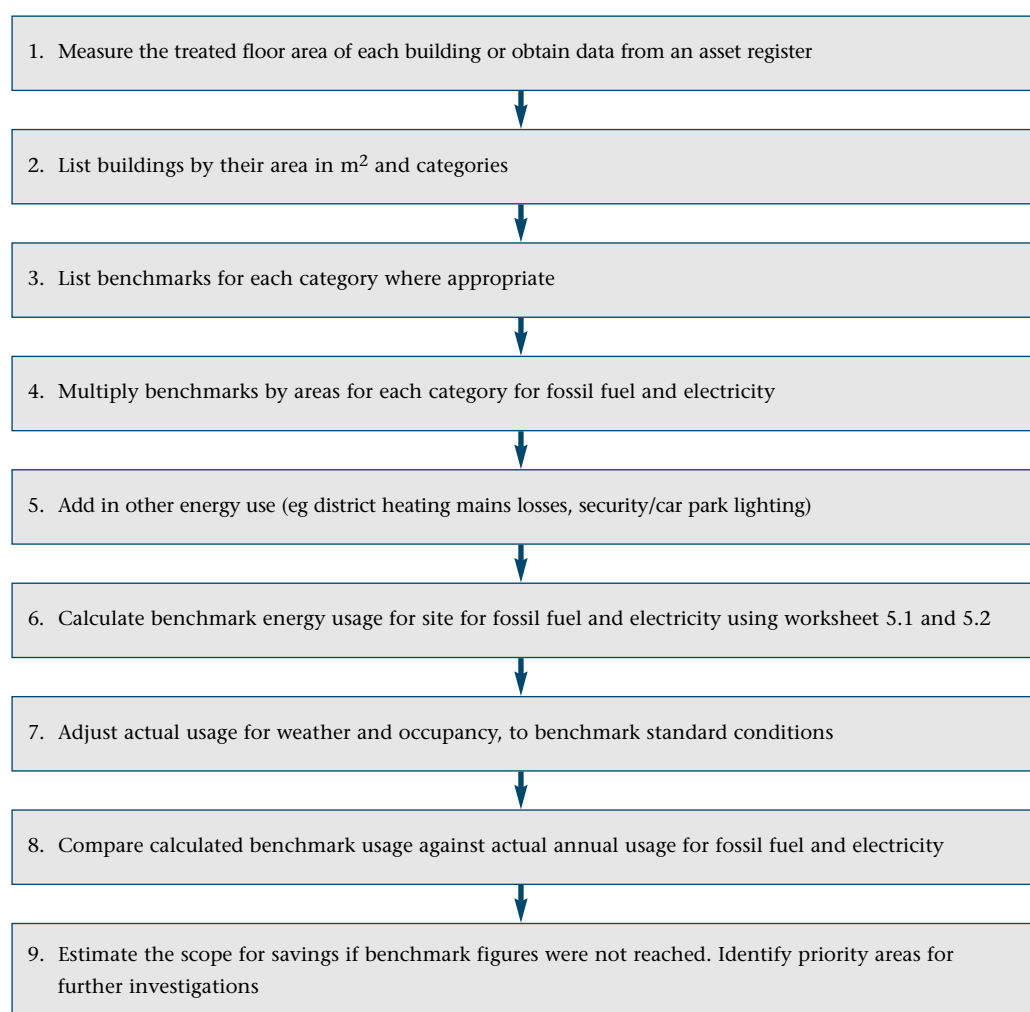 1. Measure the treated floor area of each building or obtain data from an asset register
2. List buildings by their area in m² and categories
3. List benchmarks for each category where appropriate
4. Multiply benchmarks by areas for each category for fossil fuel and electricity
5. Add in other energy use (eg district heating mains losses, security/car park lighting)
6. Calculate benchmark energy usage for site for fossil fuel and electricity using worksheet 5.1 and 5.2
7. Adjust actual usage for weather and occupancy, to benchmark standard conditions
8. Compare calculated benchmark usage against actual annual usage for fossil fuel and electricity
9. Estimate the scope for savings if benchmark figures were not reached. Identify priority areas for
further investigations